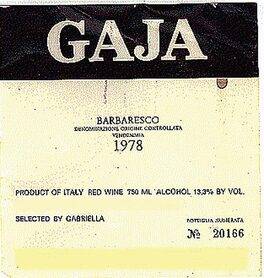 GAJA
BARBARESCO
DENOMINAZIONE ORIGINE CONTROLLATA
VENDEMMIA
1978
PRODUCT OF ITALY RED WINE 750 ML ALCOHOL 13,3% BY VOL.
SELECTED BY GABRIELLA
BOTTIGLIA NUMERATA
№ 20166